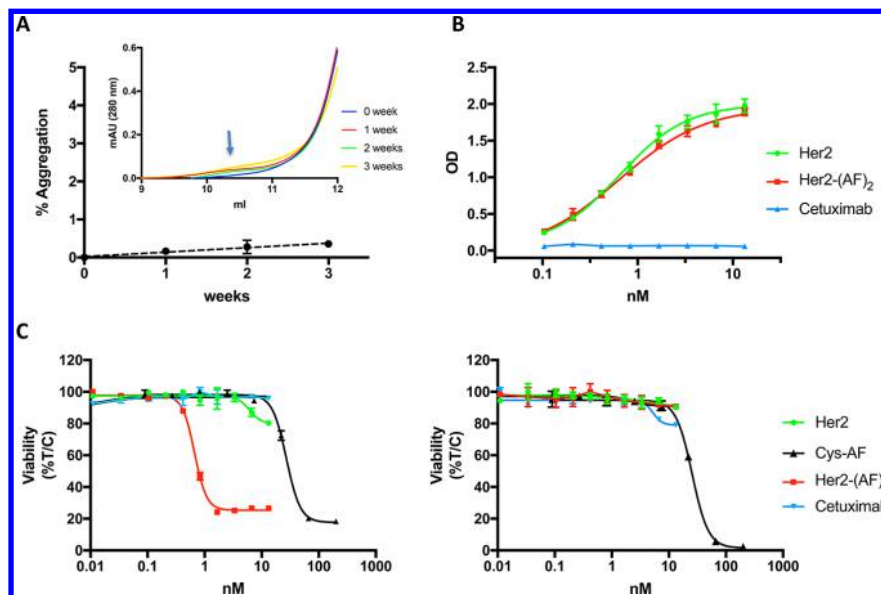 A
% Aggregation
5
4
3
2
1
0
0 1 2 3
weeks
mAU (280 nm)
0.6
0.4
0.2
0.0
9 10 11 12
ml
0 week
1 week
2 weeks
3 weeks
B
OD
2.5
2.0
1.5
1.0
0.5
0.0
0.1 1 10
nM
Her2
Her2-(AF)2
Cetuximab
C
Viability
(%T/C)
120
100
80
60
40
20
0
0.01 0.1 1 10 100 1000
nM
Viability
(%T/C)
120
100
80
60
40
20
0
0.01 0.1 1 10 100 1000
nM
Her2
Cys-AF
Her2-(AF)
Cetuximab